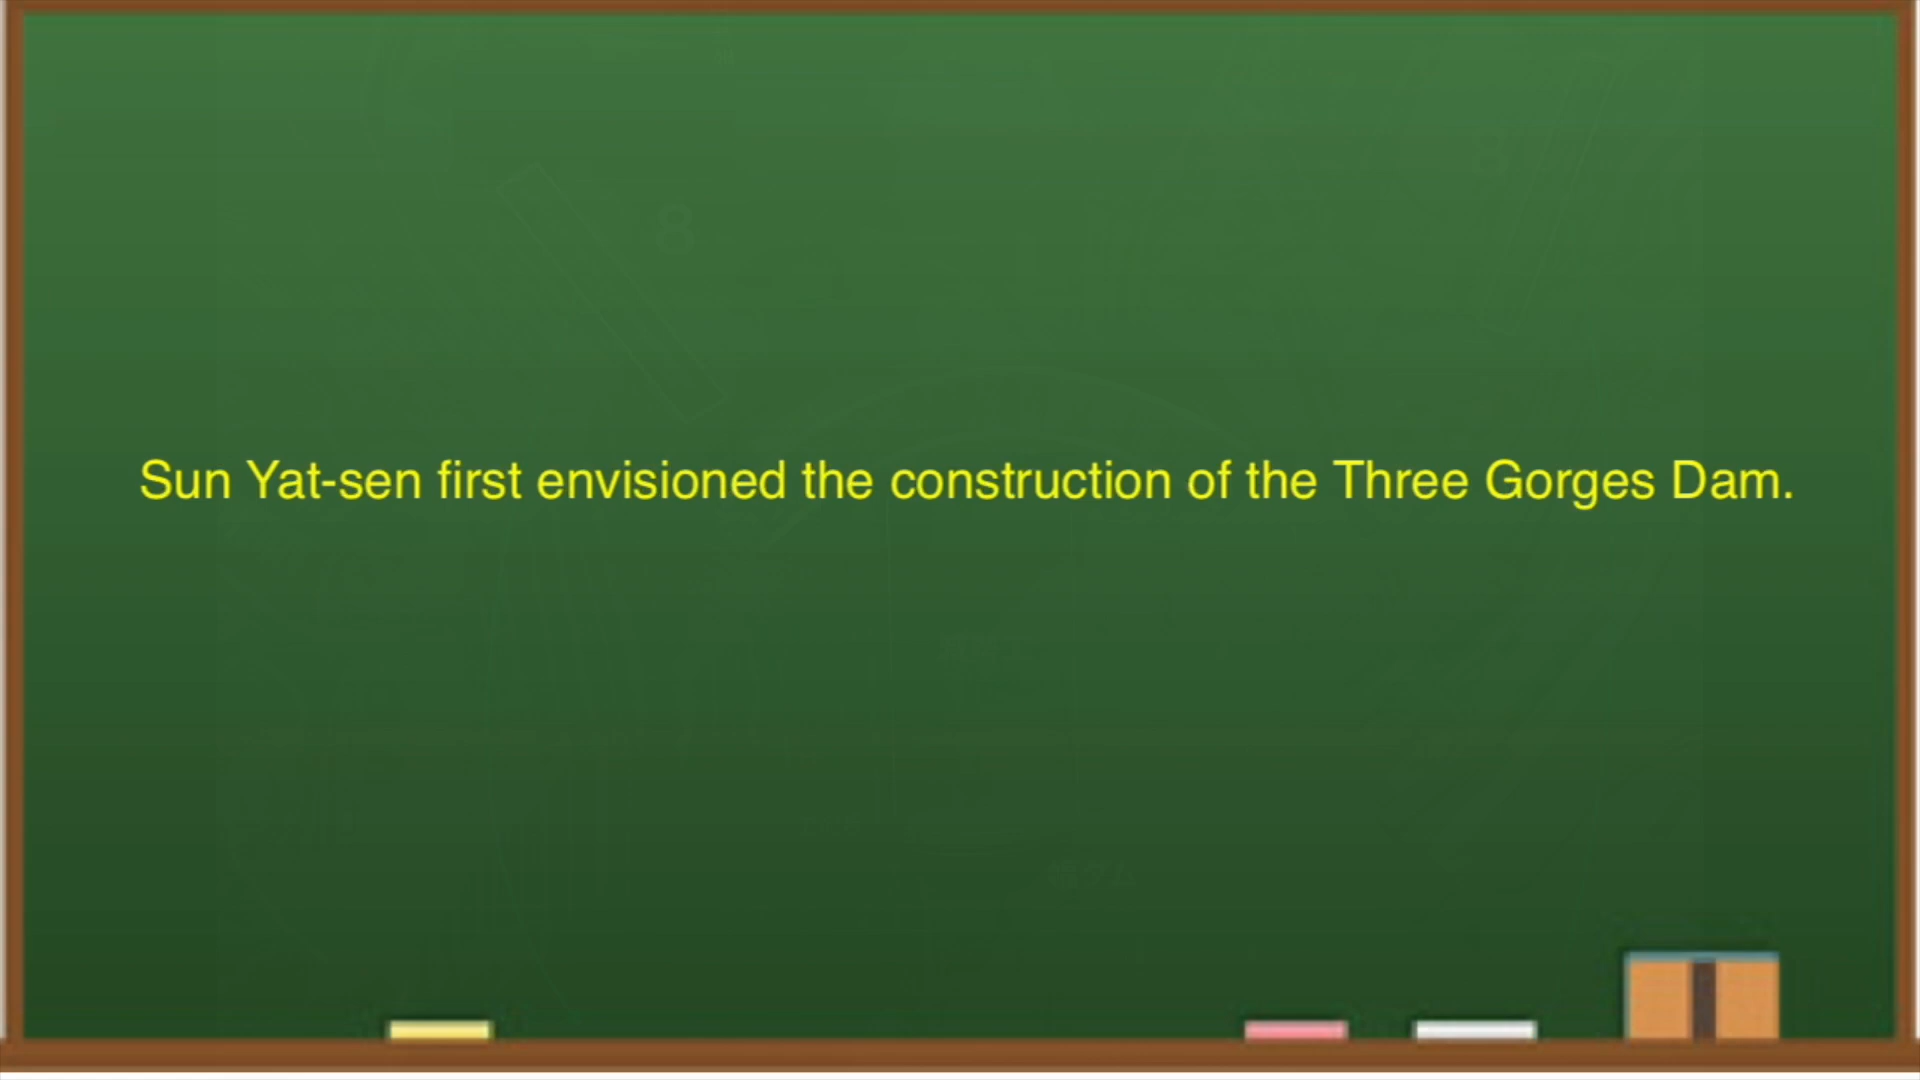 Sun Yat-sen first envisioned the construction of the Three Gorges Dam.